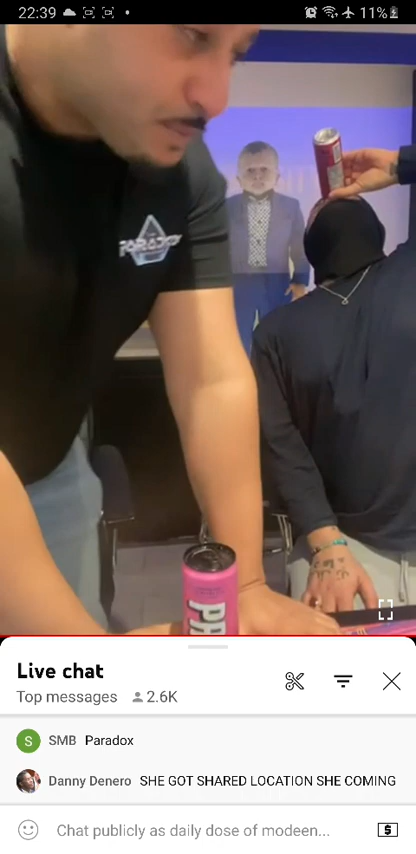 22:39
11%
PARADOX
PA
Live chat
Top messages 2.6K
S SMB Paradox
Danny Denero SHE GOT SHARED LOCATION SHE COMING
Chat publicly as daily dose of modeen...
$